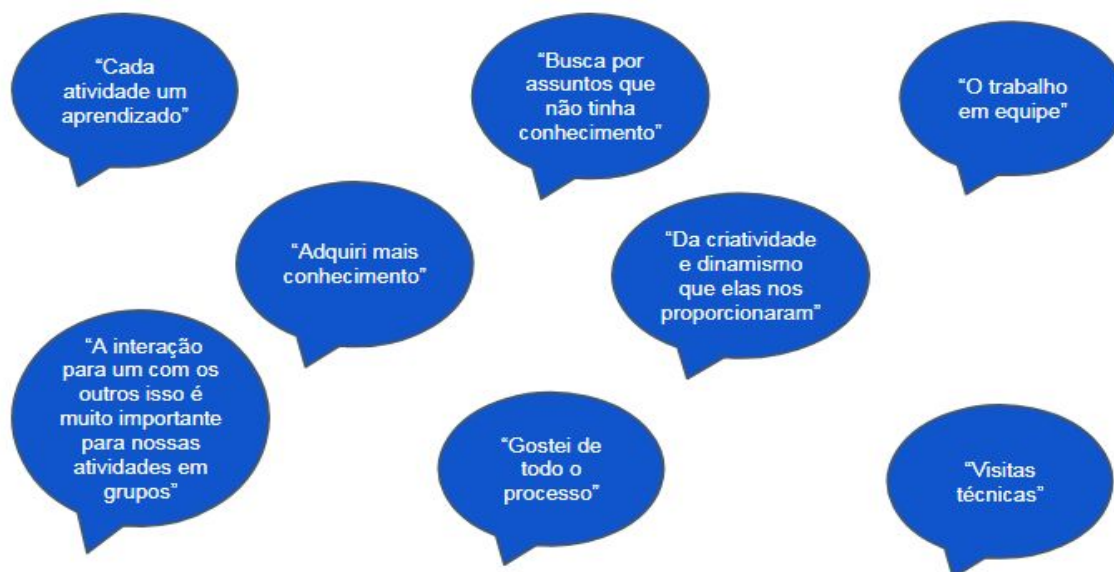 “Cada
atividade um
aprendizado”
“Busca por
assuntos que
não tinha
conhecimento”
“O trabalho
em equipe”
“Adquiri mais
conhecimento”
“Da criatividade
e dinamismo
que elas nos
proporcionaram”
“A interação
para um com os
outros isso é
muito importante
para nossas
atividades em
grupos”
“Gostei de
todo o
processo”
“Visitas
técnicas”